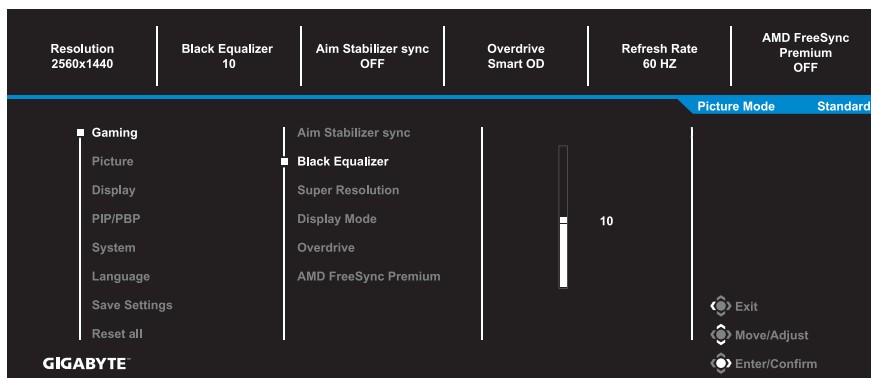 Resolution
2560x1440
Black Equalizer
10
Aim Stabilizer sync
OFF
Overdrive
Smart OD
Refresh Rate
60 HZ
AMD FreeSync
Premium
OFF
Picture Mode Standard
Gaming
Picture
Display
PIP/PBP
System
Language
Save Settings
Reset all
Aim Stabilizer sync
Black Equalizer
Super Resolution
Display Mode
Overdrive
AMD FreeSync Premium
10
Exit
Move/Adjust
Enter/Confirm
GIGABYTE™